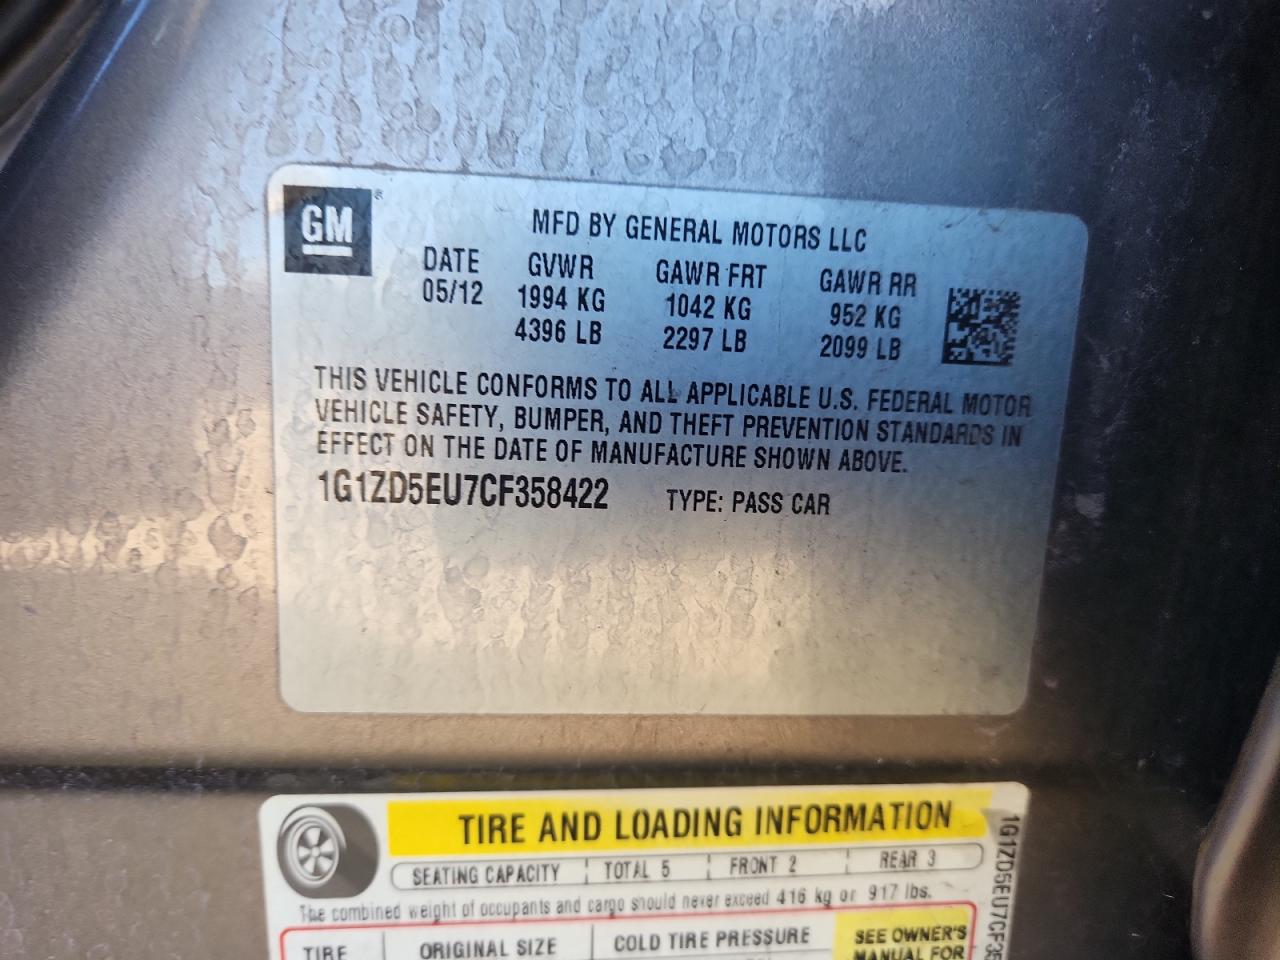 GM ®
MFD BY GENERAL MOTORS LLC
DATE GVWR GAWR FRT GAWR RR
05/12 1994 KG 1042 KG 952 KG
4396 LB 2297 LB 2099 LB
THIS VEHICLE CONFORMS TO ALL APPLICABLE U.S. FEDERAL MOTOR
VEHICLE SAFETY, BUMPER, AND THEFT PREVENTION STANDARDS IN
EFFECT ON THE DATE OF MANUFACTURE SHOWN ABOVE.
1G1ZD5EU7CF358422 TYPE: PASS CAR
TIRE AND LOADING INFORMATION
SEATING CAPACITY TOTAL 5 FRONT 2 REAR 3
The combined weight of occupants and cargo should never exceed 416 kg or 917 lbs.
TIRE ORIGINAL SIZE COLD TIRE PRESSURE SEE OWNER'S
MANUAL FOR
1G1ZD5EU7CF35